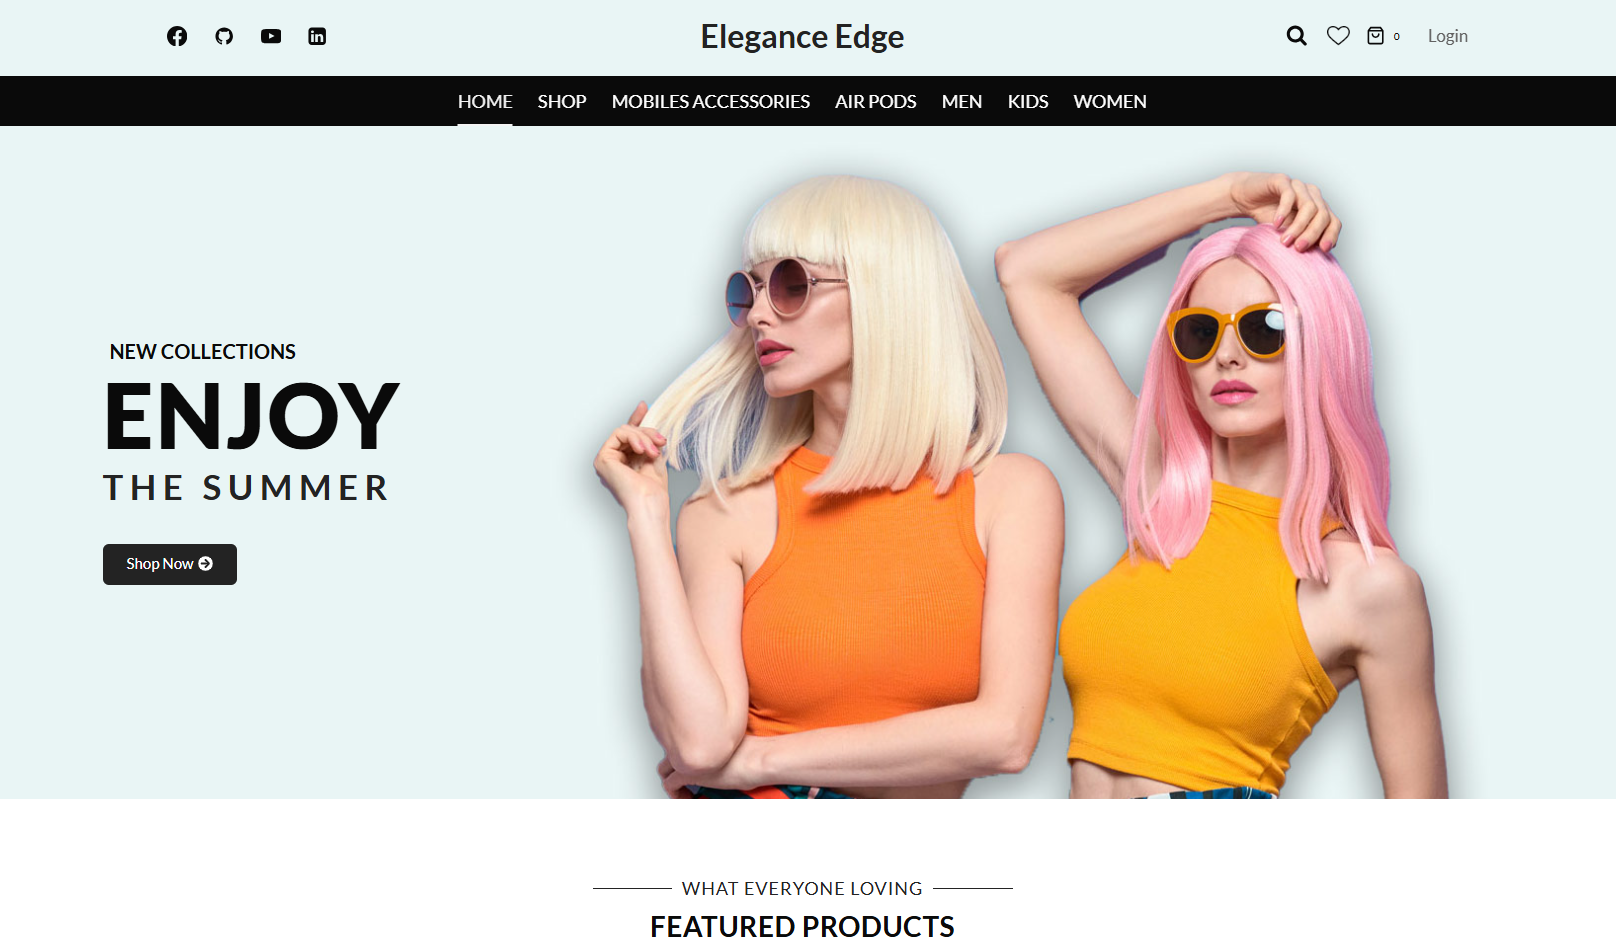 Elegance Edge
0
Login
HOME SHOP MOBILES ACCESSORIES AIR PODS MEN KIDS WOMEN
NEW COLLECTIONS
ENJOY
THE SUMMER
Shop Now
WHAT EVERYONE LOVING
FEATURED PRODUCTS